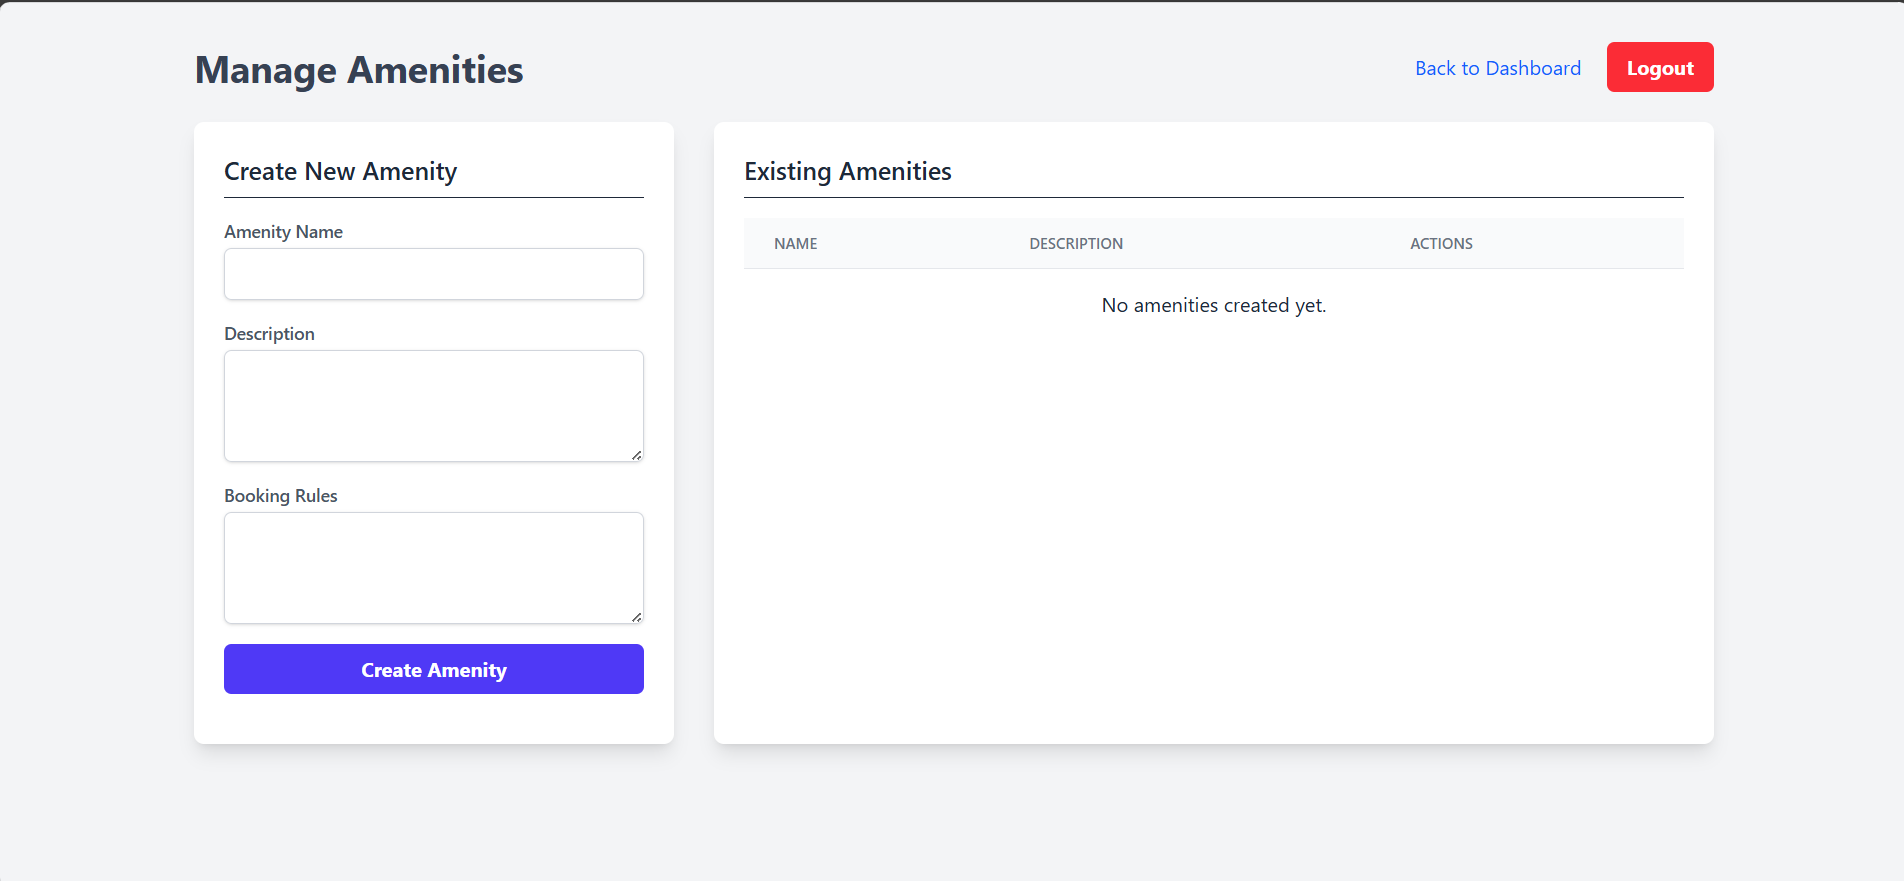 Manage Amenities
Back to Dashboard
Logout
Create New Amenity
Amenity Name
Description
Booking Rules
Create Amenity
Existing Amenities
NAME DESCRIPTION ACTIONS
No amenities created yet.